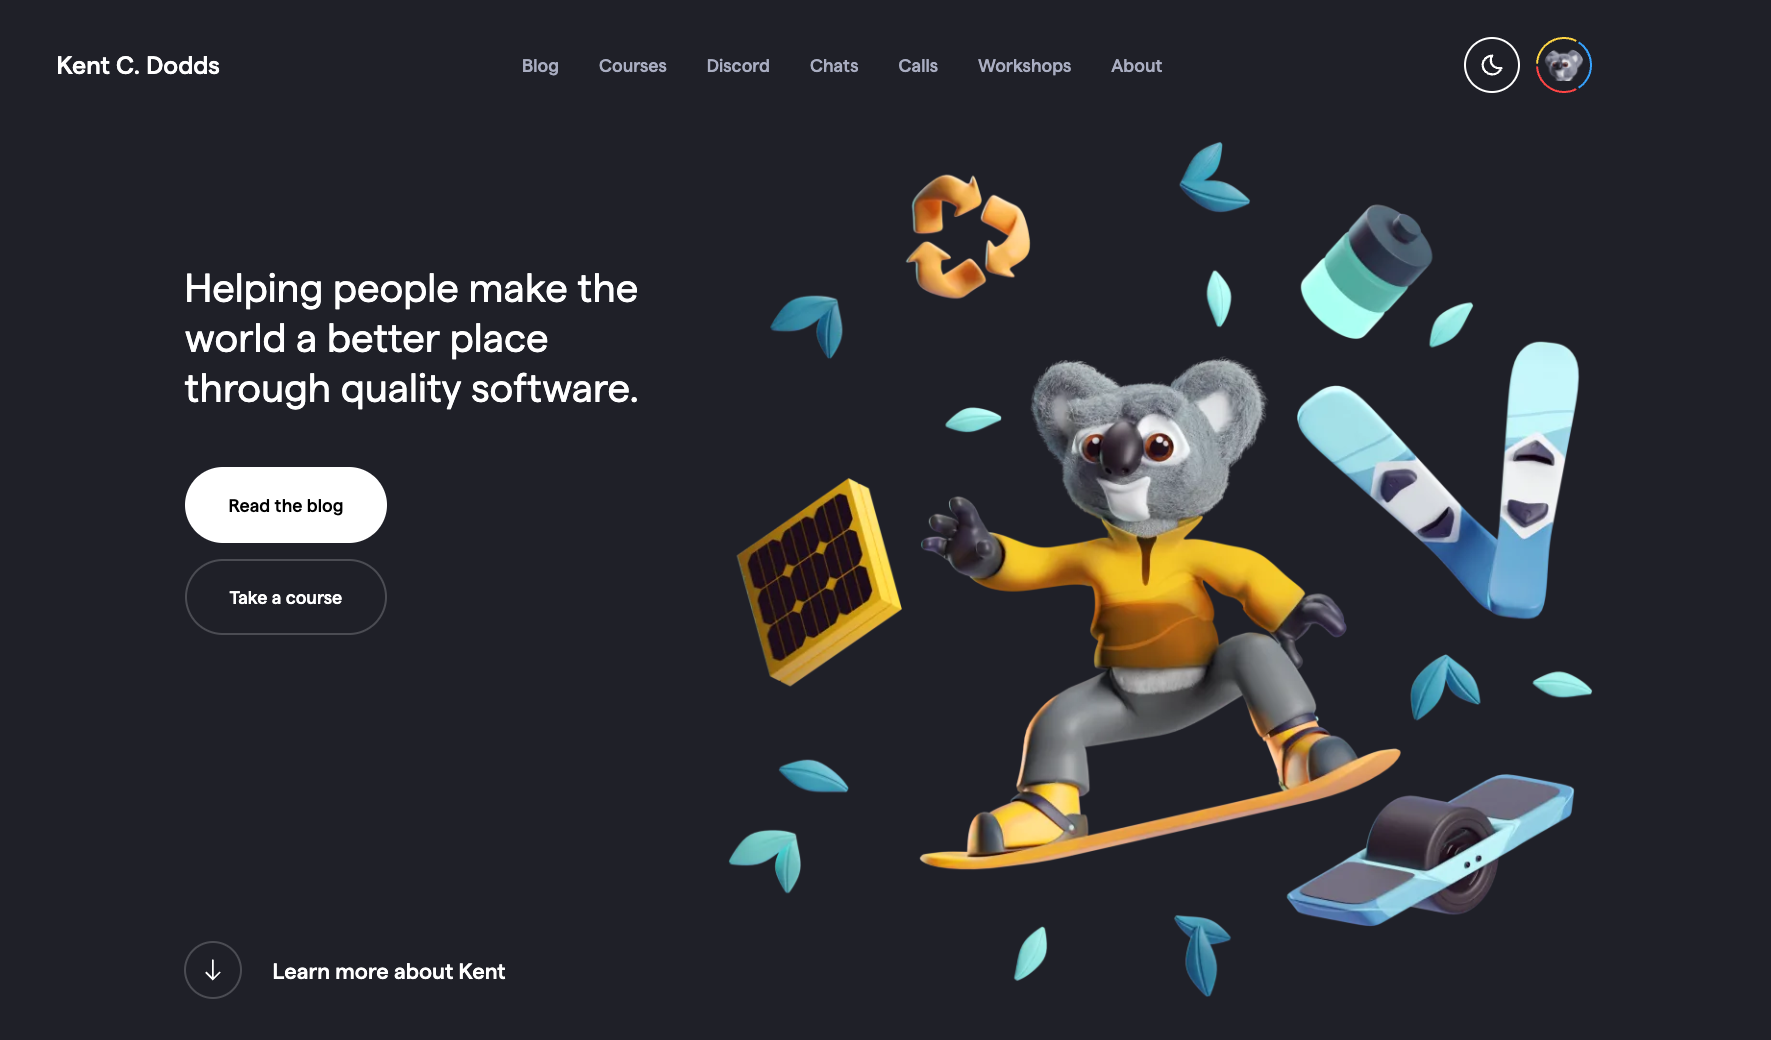 Kent C. Dodds
Blog Courses Discord Chats Calls Workshops About
Helping people make the
world a better place
through quality software.
Read the blog
Take a course
Learn more about Kent